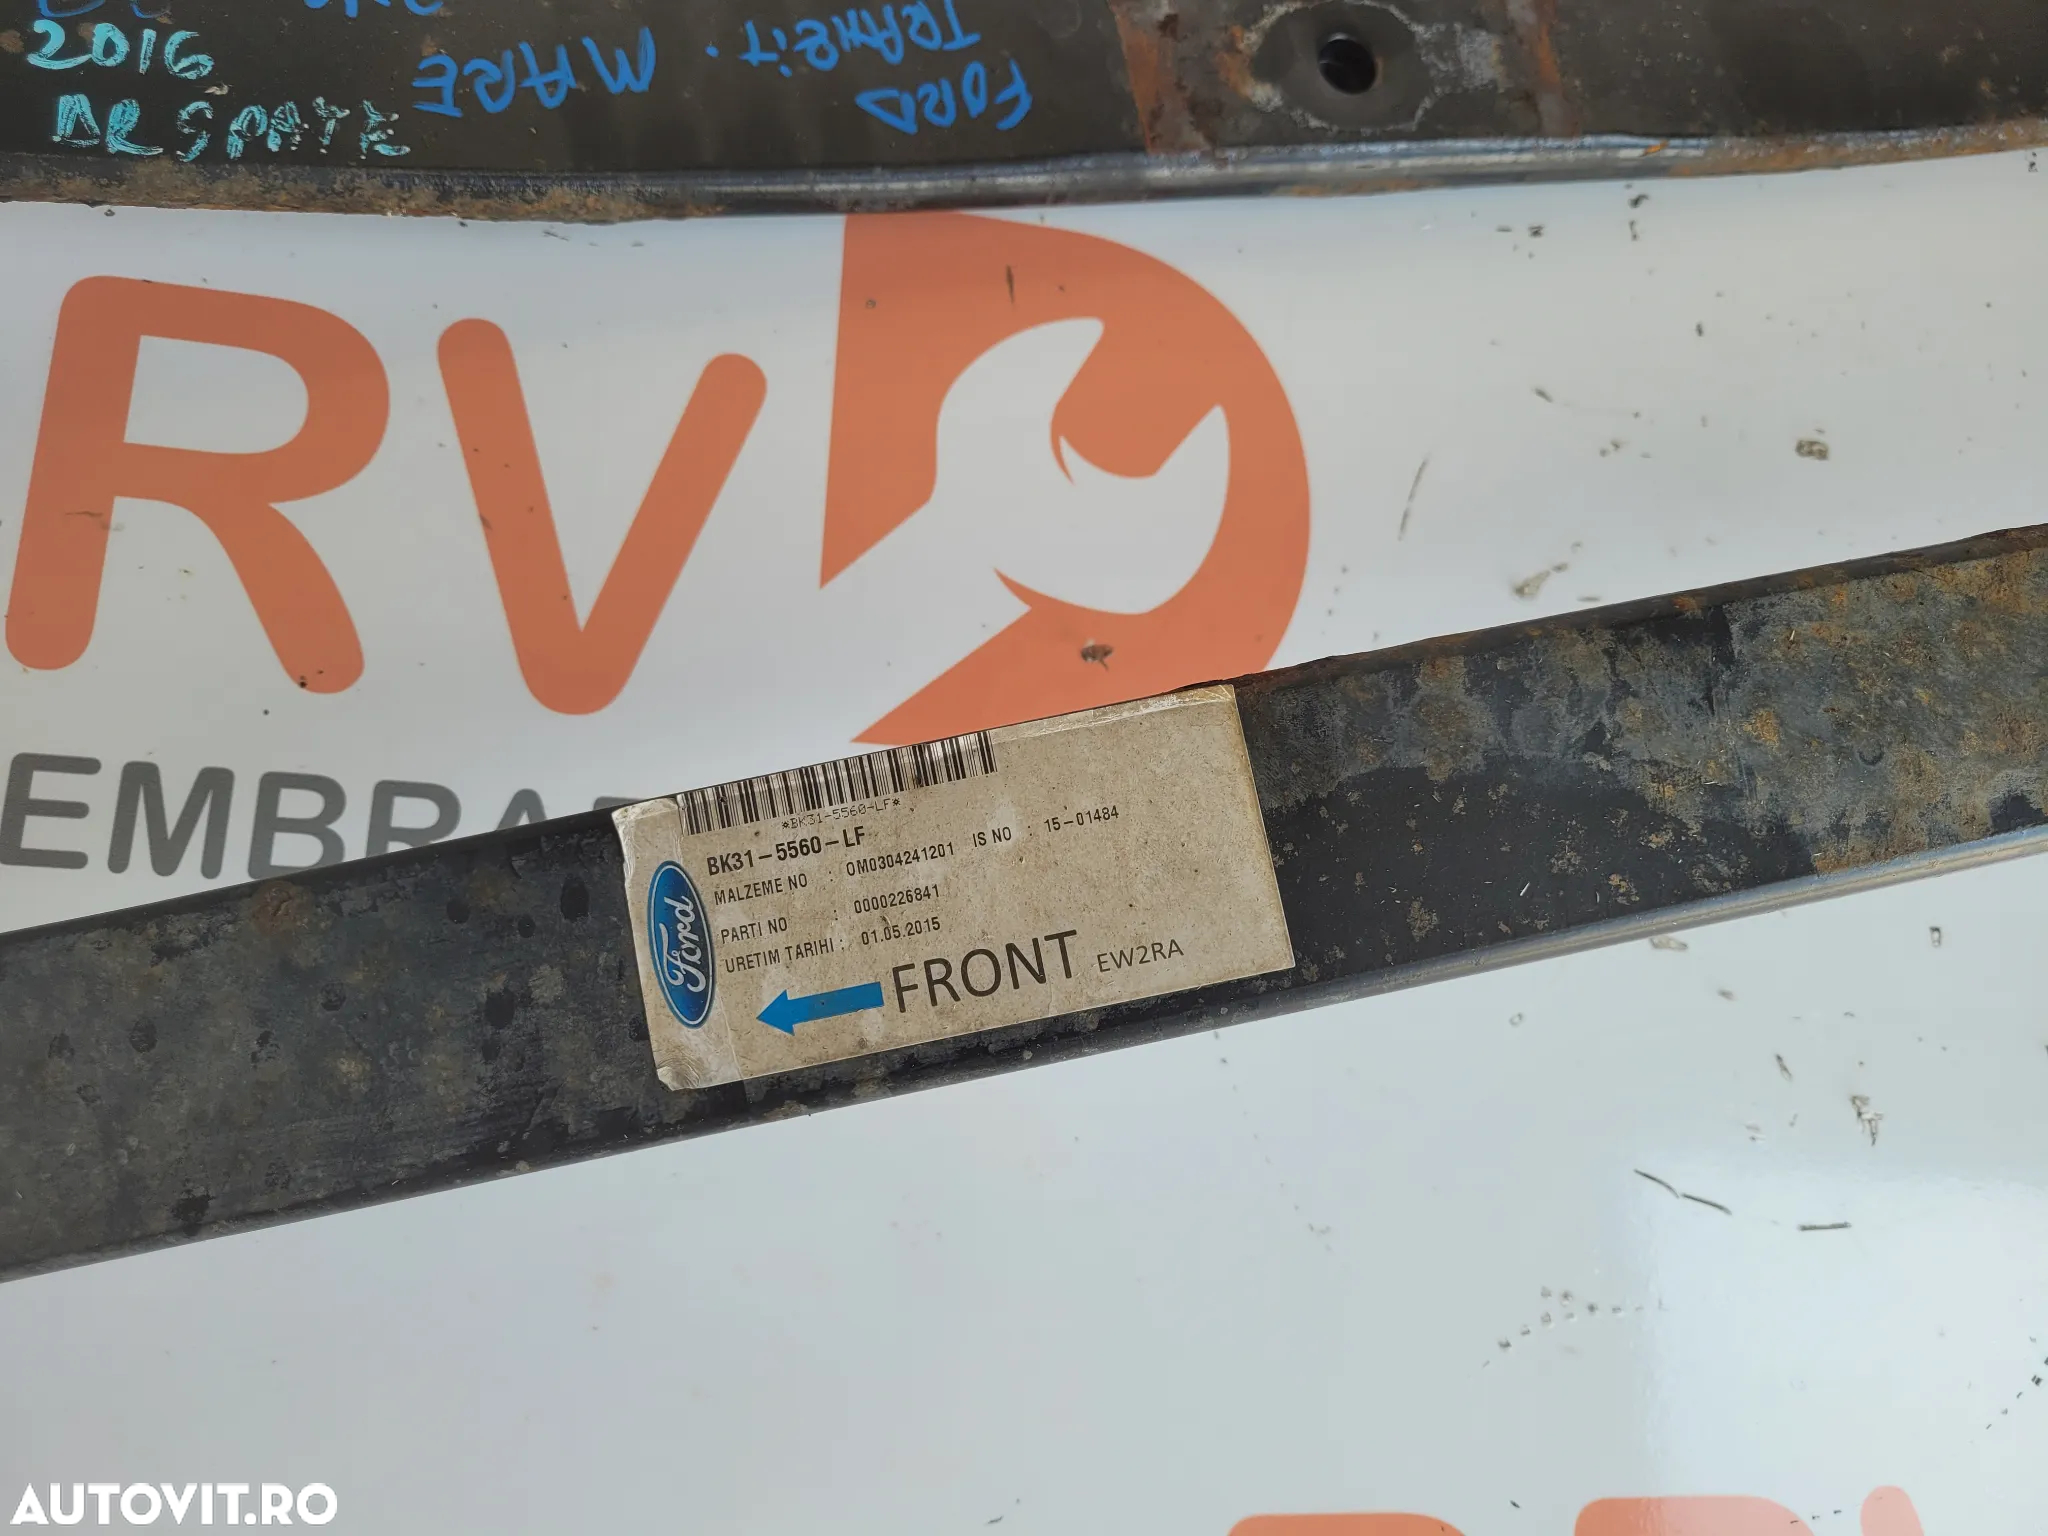 2016
DR SPATE
FORD
TRANZIT. MARE
RV
EMBRA
*BK31-5560-LF*
BK31-5560-LF
MALZEME NO : OM0304241201 IS NO : 15-01484
PARTI NO : 0000226841
URETIM TARIHI : 01.05.2015
Ford
FRONT EW2RA
AUTOVIT.RO